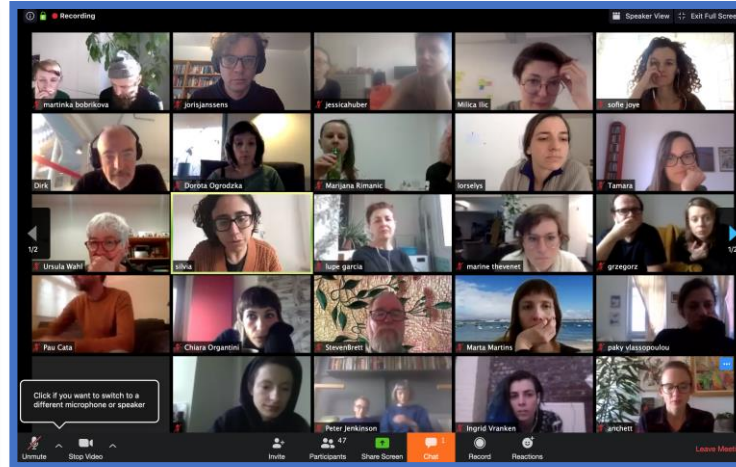 Recording
Speaker View
Exit Full Scree
martinka bobrikova
jorisjanssens
jessicahuber
Milica Ilic
sofie joye
Dirk
Dorota Ogrodzka
Marijana Rimanic
lorselys
Tamara
1/2
1/2
Ursula Wahl
silvia
lupe garcia
marine thevenet
grzegorz
Pau Cata
Chiara Organtini
StevenBrett
Marta Martins
paky vlassopoulou
Click if you want to switch to a
different microphone or speaker
Peter Jenkinson
Ingrid Vranken
anchett
47
1
Unmute
Stop Video
Invite
Participants
Share Screen
Chat
Record
Reactions
Leave Meeti